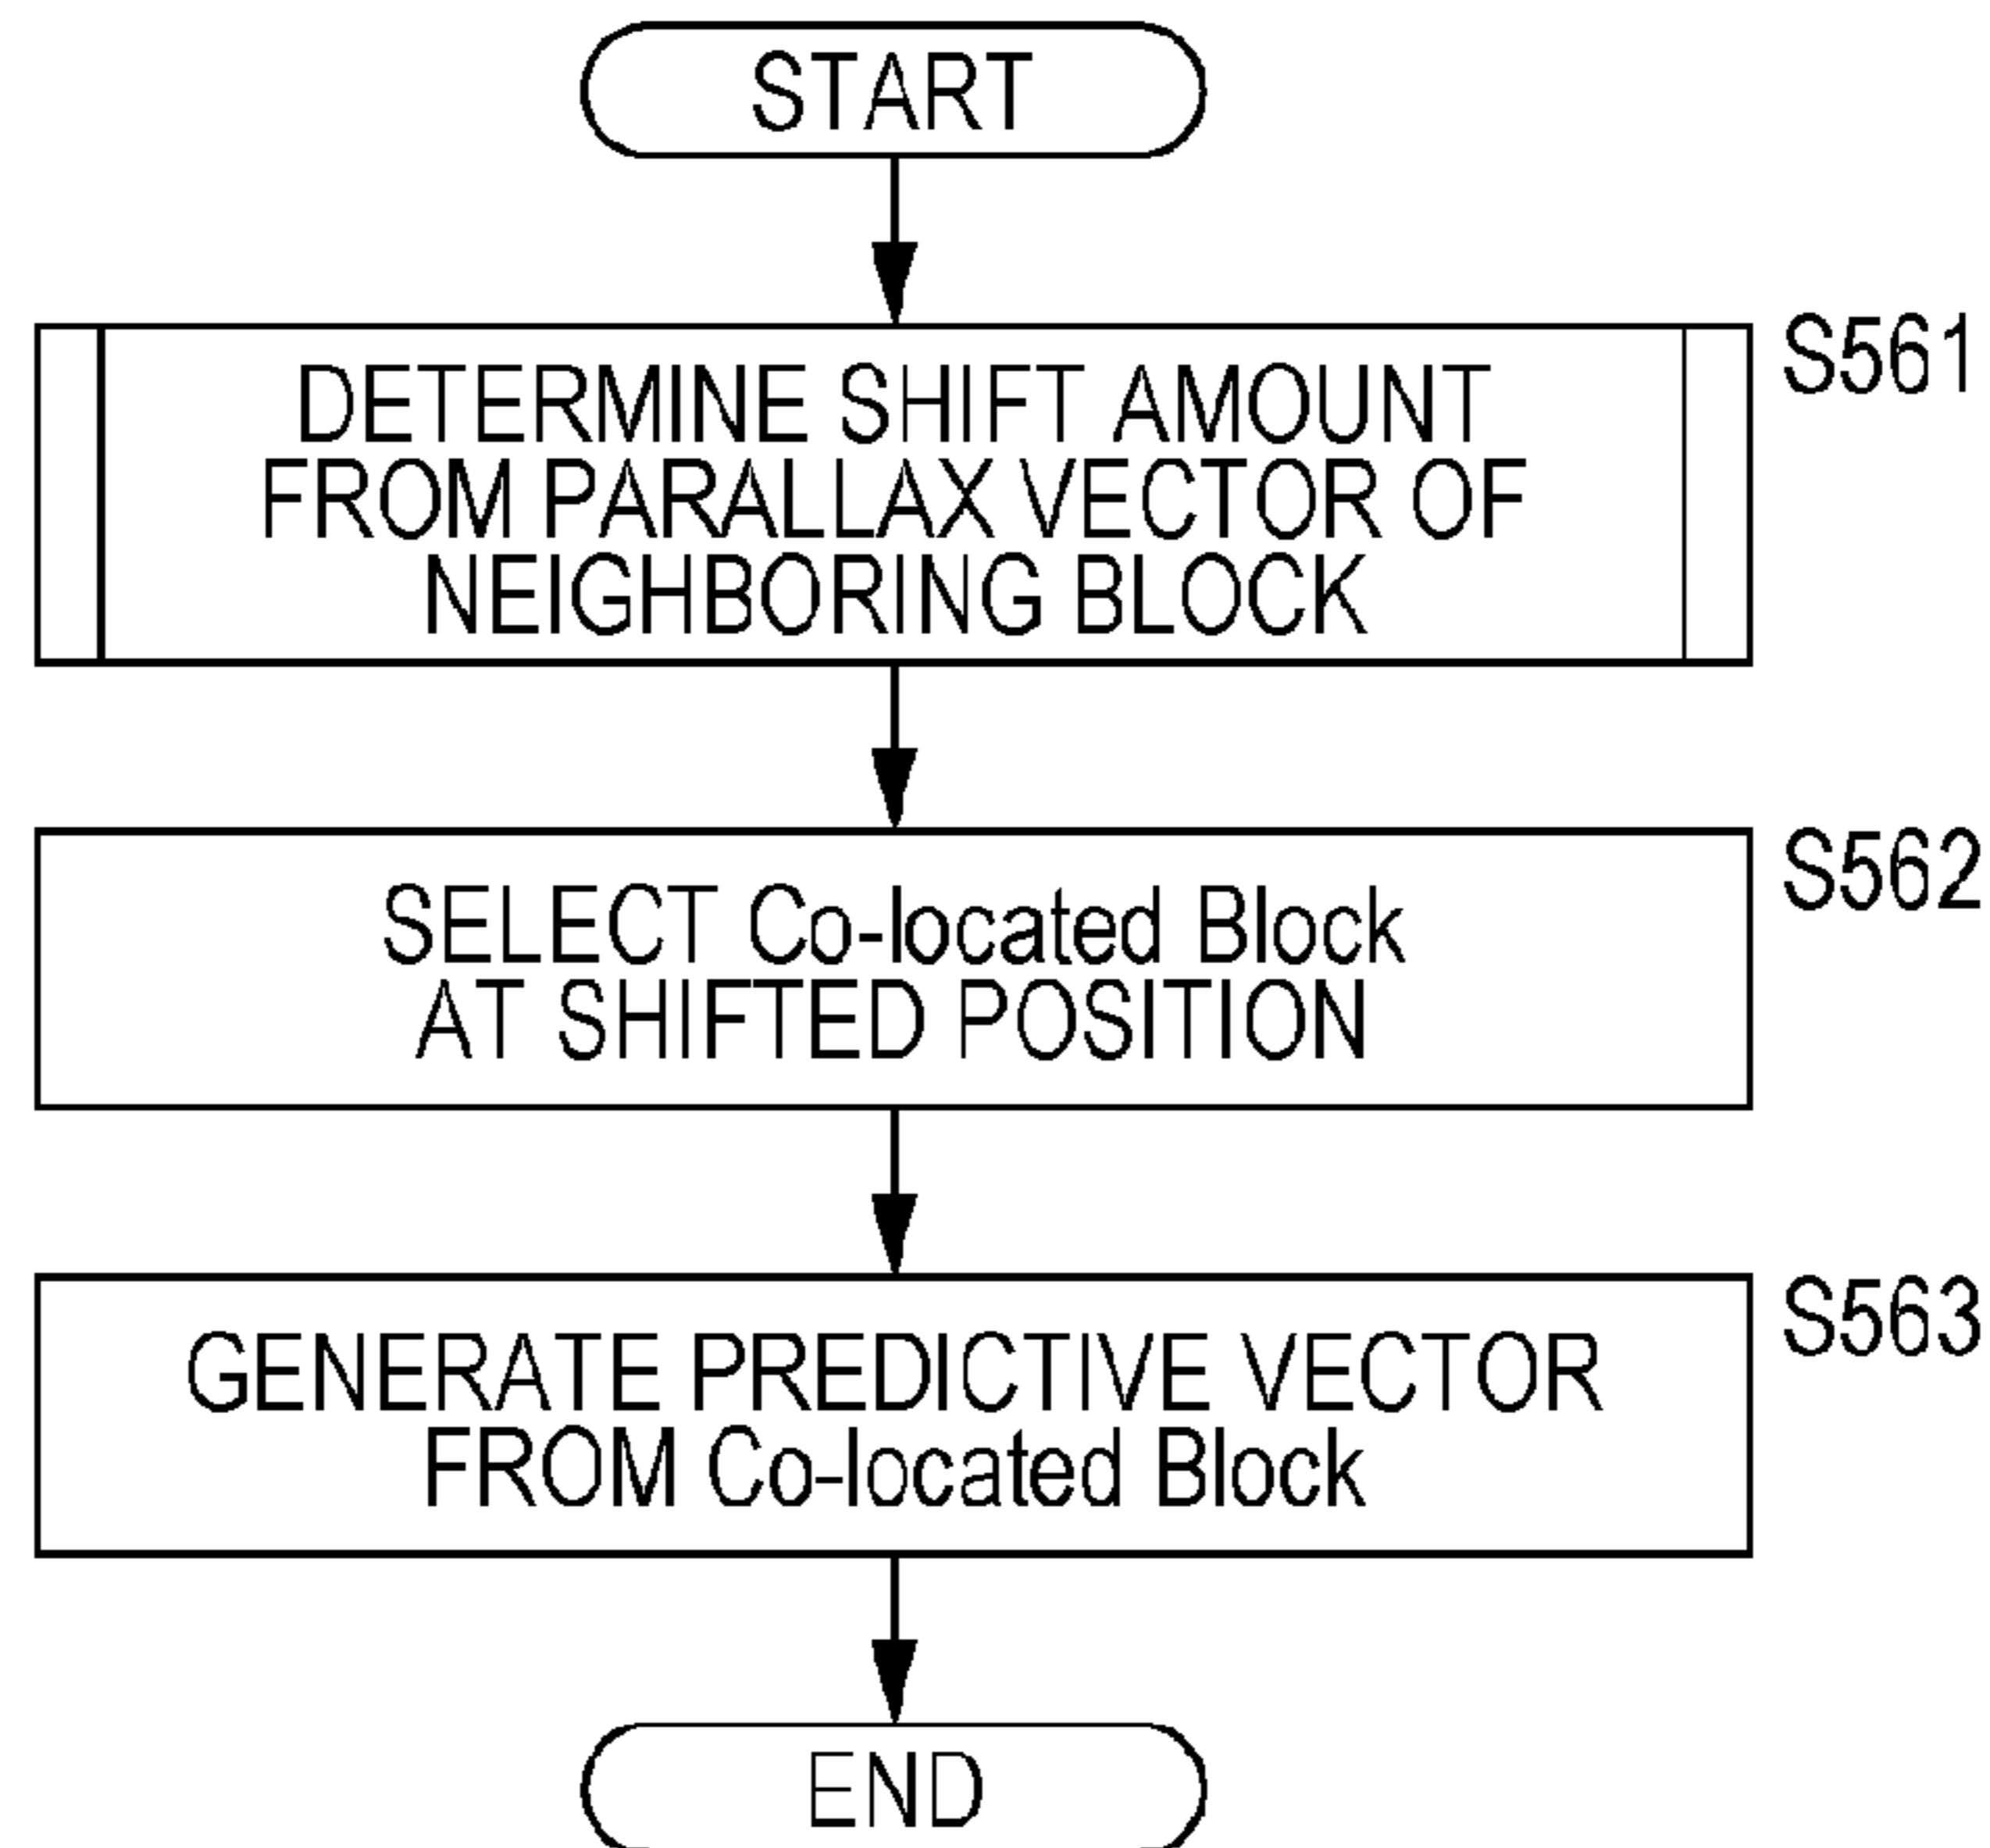 START
S561
DETERMINE SHIFT AMOUNT
FROM PARALLAX VECTOR OF
NEIGHBORING BLOCK
S562
SELECT Co-located Block
AT SHIFTED POSITION
S563
GENERATE PREDICTIVE VECTOR
FROM Co-located Block
END